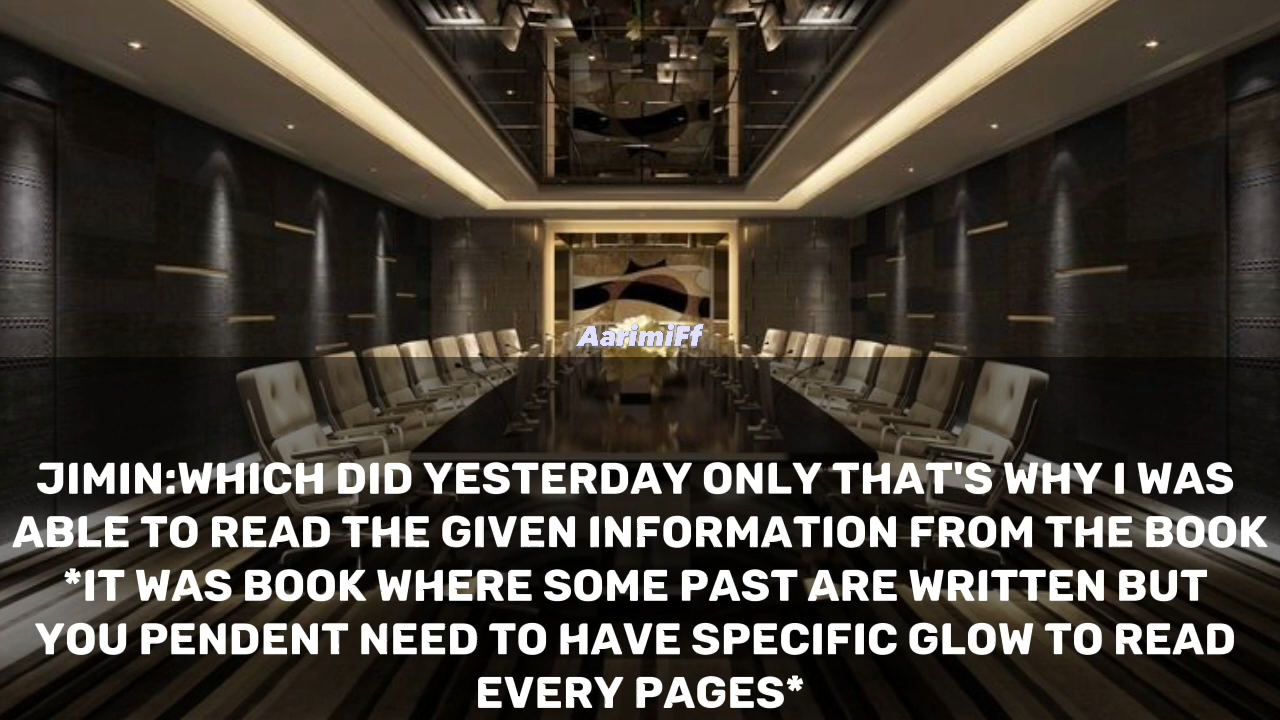 AarimiFf
JIMIN:WHICH DID YESTERDAY ONLY THAT'S WHY I WAS
ABLE TO READ THE GIVEN INFORMATION FROM THE BOOK
*IT WAS BOOK WHERE SOME PAST ARE WRITTEN BUT
YOU PENDENT NEED TO HAVE SPECIFIC GLOW TO READ
EVERY PAGES*